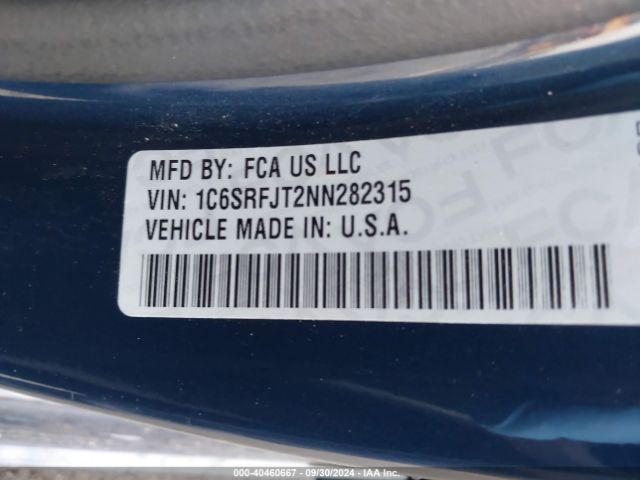 MFD BY: FCA US LLC
VIN: 1C6SRFJT2NN282315
VEHICLE MADE IN: U.S.A.
000-40460667 - 09/30/2024 - IAA Inc.